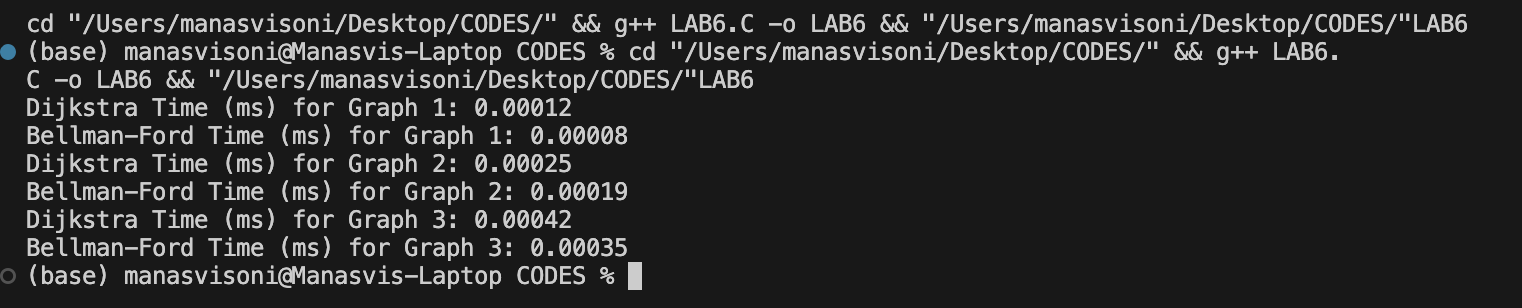 cd "/Users/manasvisoni/Desktop/CODES/" && g++ LAB6.C -o LAB6 && "/Users/manasvisoni/Desktop/CODES/"LAB6
(base) manasvisoni@Manasvis-Laptop CODES % cd "/Users/manasvisoni/Desktop/CODES/" && g++ LAB6.
C -o LAB6 && "/Users/manasvisoni/Desktop/CODES/"LAB6
Dijkstra Time (ms) for Graph 1: 0.00012
Bellman-Ford Time (ms) for Graph 1: 0.00008
Dijkstra Time (ms) for Graph 2: 0.00025
Bellman-Ford Time (ms) for Graph 2: 0.00019
Dijkstra Time (ms) for Graph 3: 0.00042
Bellman-Ford Time (ms) for Graph 3: 0.00035
(base) manasvisoni@Manasvis-Laptop CODES %